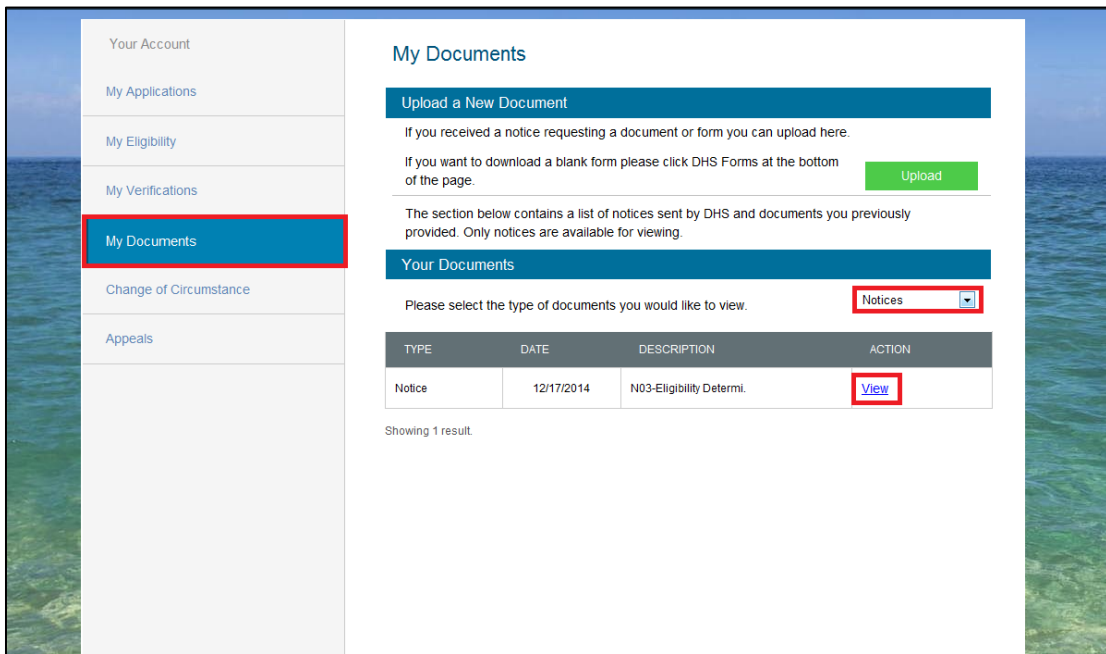 Your Account
My Applications
My Eligibility
My Verifications
My Documents
Change of Circumstance
Appeals
My Documents
Upload a New Document
If you received a notice requesting a document or form you can upload here.
If you want to download a blank form please click DHS Forms at the bottom
of the page.
Upload
The section below contains a list of notices sent by DHS and documents you previously
provided. Only notices are available for viewing.
Your Documents
Please select the type of documents you would like to view.
Notices
TYPE DATE DESCRIPTION ACTION
Notice 12/17/2014 N03-Eligibility Determi. View
Showing 1 result.